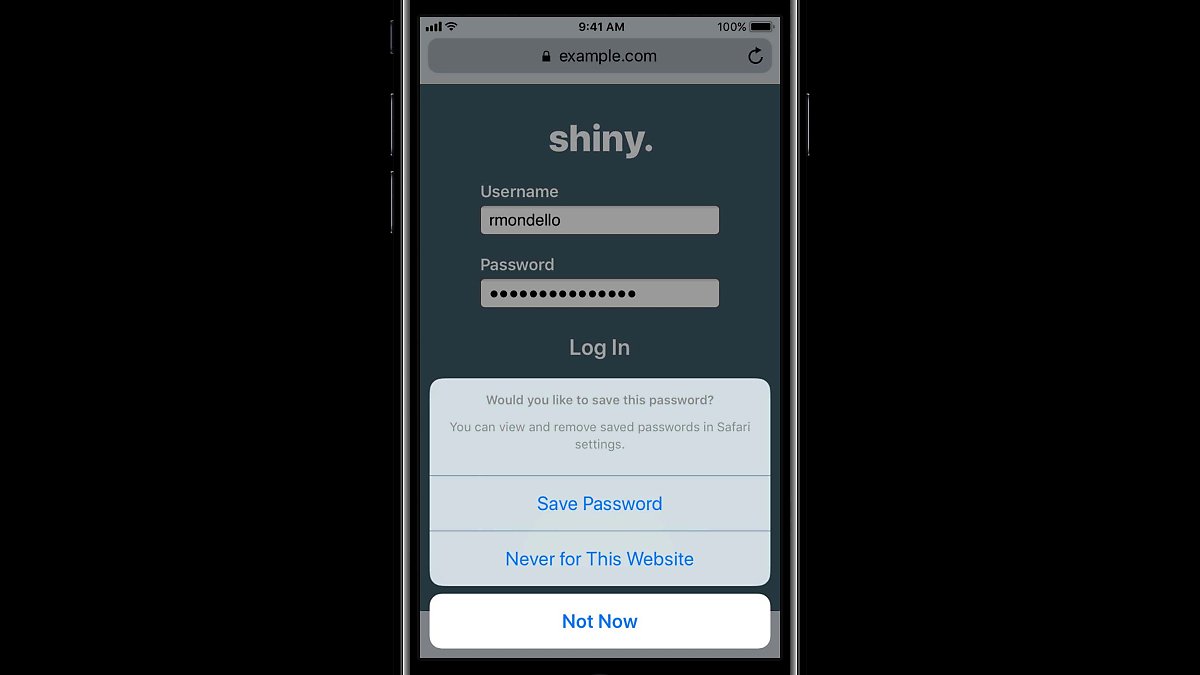 9:41 AM 100%
example.com
shiny.
Username
rmondello
Password
●●●●●●●●●●●●●●●
Log In
Would you like to save this password?
You can view and remove saved passwords in Safari
settings.
Save Password
Never for This Website
Not Now